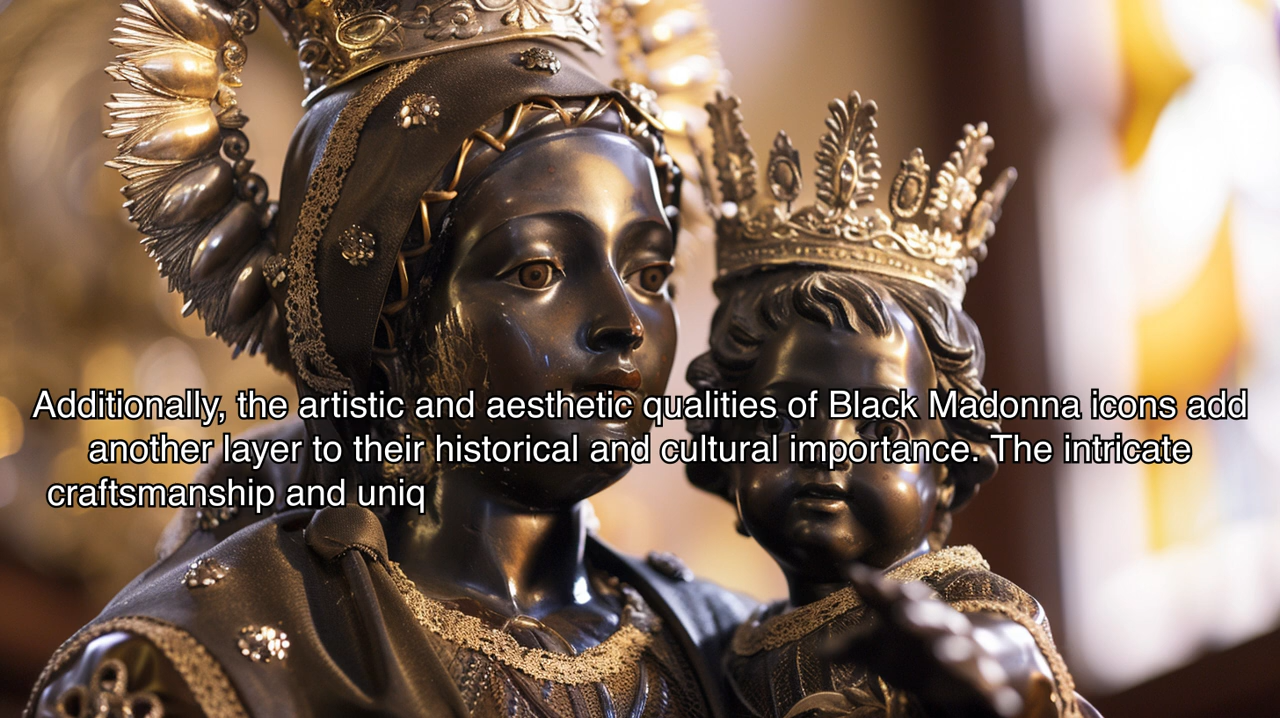 Additionally, the artistic and aesthetic qualities of Black Madonna icons add
another layer to their historical and cultural importance. The intricate
craftsmanship and uniq